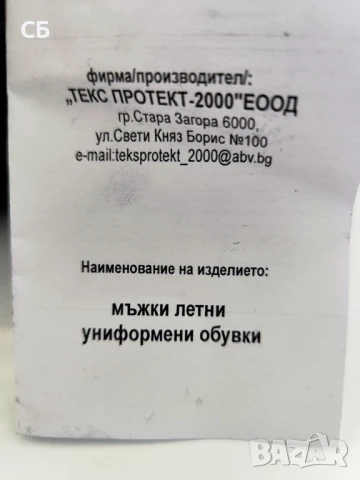 СБ
фирма/производител/:
„ТЕКС ПРОТЕКТ-2000"ЕООД
гр.Стара Загора 6000,
ул.Свети Княз Борис №100
e-mail:teksprotekt_2000@abv.bg
Наименование на изделието:
мъжки летни
униформени обувки
BAZAR